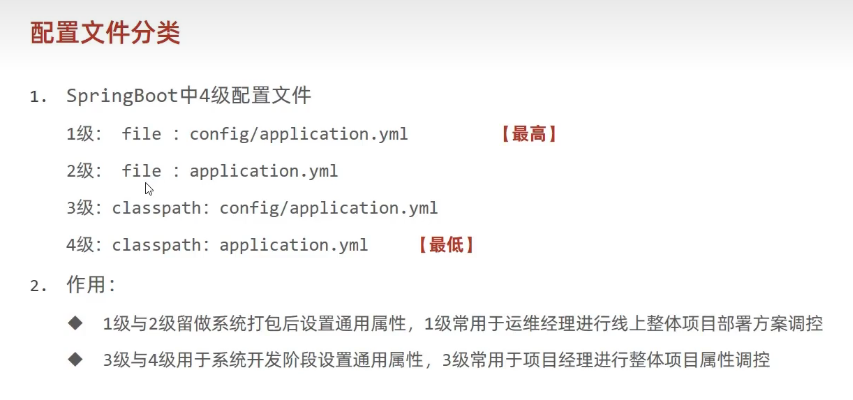 配置文件分类
1. SpringBoot中4级配置文件
1级： file ：config/application.yml 【最高】
2级： file ：application.yml
3级：classpath：config/application.yml
4级：classpath：application.yml 【最低】
2. 作用：
◆ 1级与2级留做系统打包后设置通用属性，1级常用于运维经理进行线上整体项目部署方案调控
◆ 3级与4级用于系统开发阶段设置通用属性，3级常用于项目经理进行整体项目属性调控